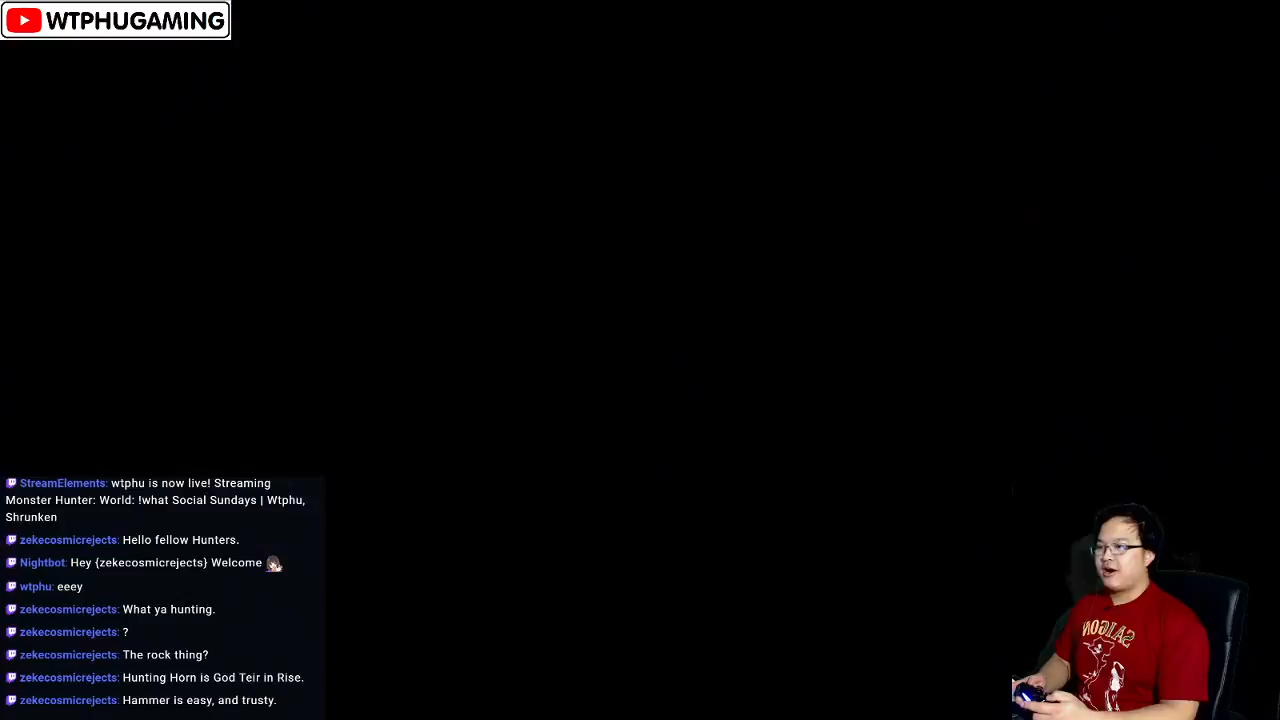 WTPHUGAMING
StreamElements: wtphu is now live! Streaming
Monster Hunter: World: !what Social Sundays | Wtphu,
Shrunken
zekecosmicrejects: Hello fellow Hunters.
Nightbot: Hey {zekecosmicrejects} Welcome
wtphu: eeey
zekecosmicrejects: What ya hunting.
zekecosmicrejects: ?
zekecosmicrejects: The rock thing?
zekecosmicrejects: Hunting Horn is God Teir in Rise.
zekecosmicrejects: Hammer is easy, and trusty.
SAIGON